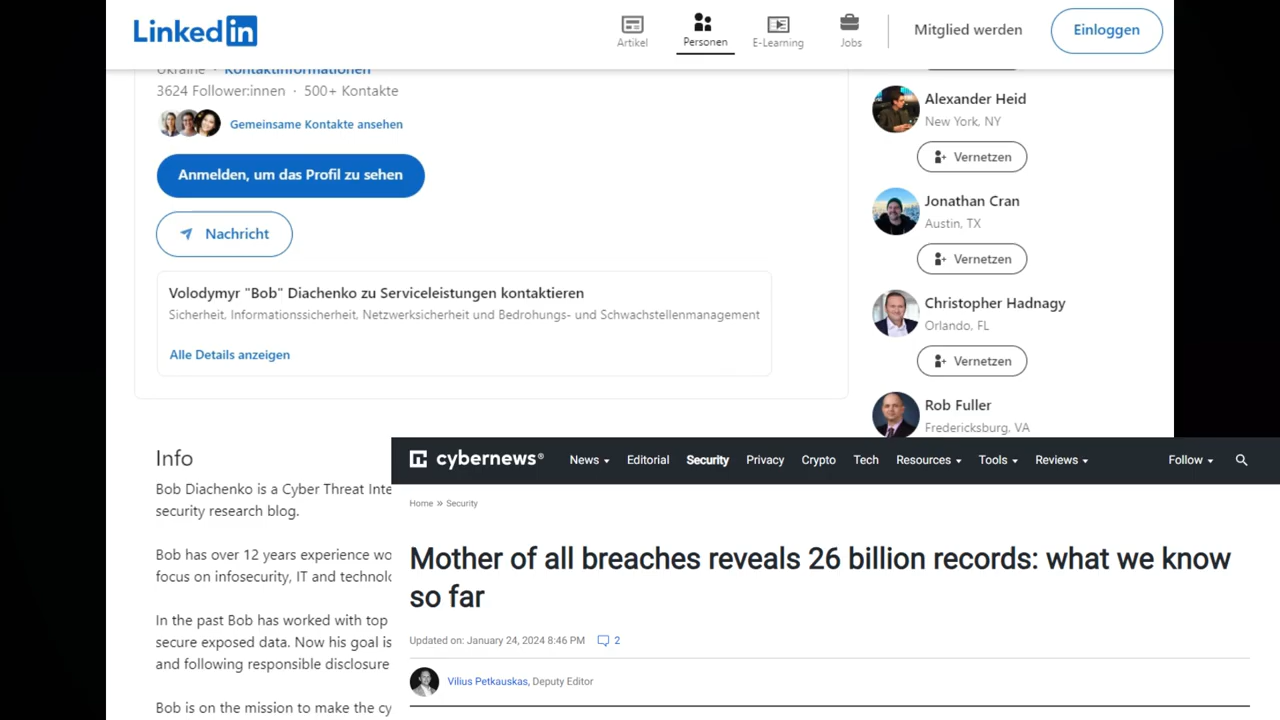 Linked in
Artikel
Personen
E-Learning
Jobs
Mitglied werden
Einloggen
Ukraine · Kontaktinformationen
3624 Follower:innen · 500+ Kontakte
Gemeinsame Kontakte ansehen
Anmelden, um das Profil zu sehen
Nachricht
Volodymyr "Bob" Diachenko zu Serviceleistungen kontaktieren
Sicherheit, Informationssicherheit, Netzwerksicherheit und Bedrohungs- und Schwachstellenmanagement
Alle Details anzeigen
Alexander Heid
New York, NY
Vernetzen
Jonathan Cran
Austin, TX
Vernetzen
Christopher Hadnagy
Orlando, FL
Vernetzen
Rob Fuller
Fredericksburg, VA
Info
Bob Diachenko is a Cyber Threat Inte
security research blog.
Bob has over 12 years experience wo
focus on infosecurity, IT and technolo
In the past Bob has worked with top
secure exposed data. Now his goal is
and following responsible disclosure
Bob is on the mission to make the cy
cybernews®
News
Editorial
Security
Privacy
Crypto
Tech
Resources
Tools
Reviews
Follow
Home » Security
Mother of all breaches reveals 26 billion records: what we know
so far
Updated on: January 24, 2024 8:46 PM
2
Vilius Petkauskas, Deputy Editor